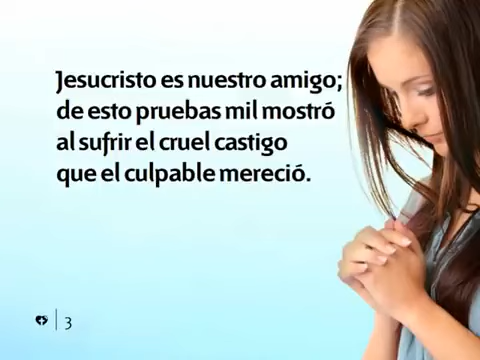 Jesucristo es nuestro amigo;
de esto pruebas mil mostró
al sufrir el cruel castigo
que el culpable mereció.
3